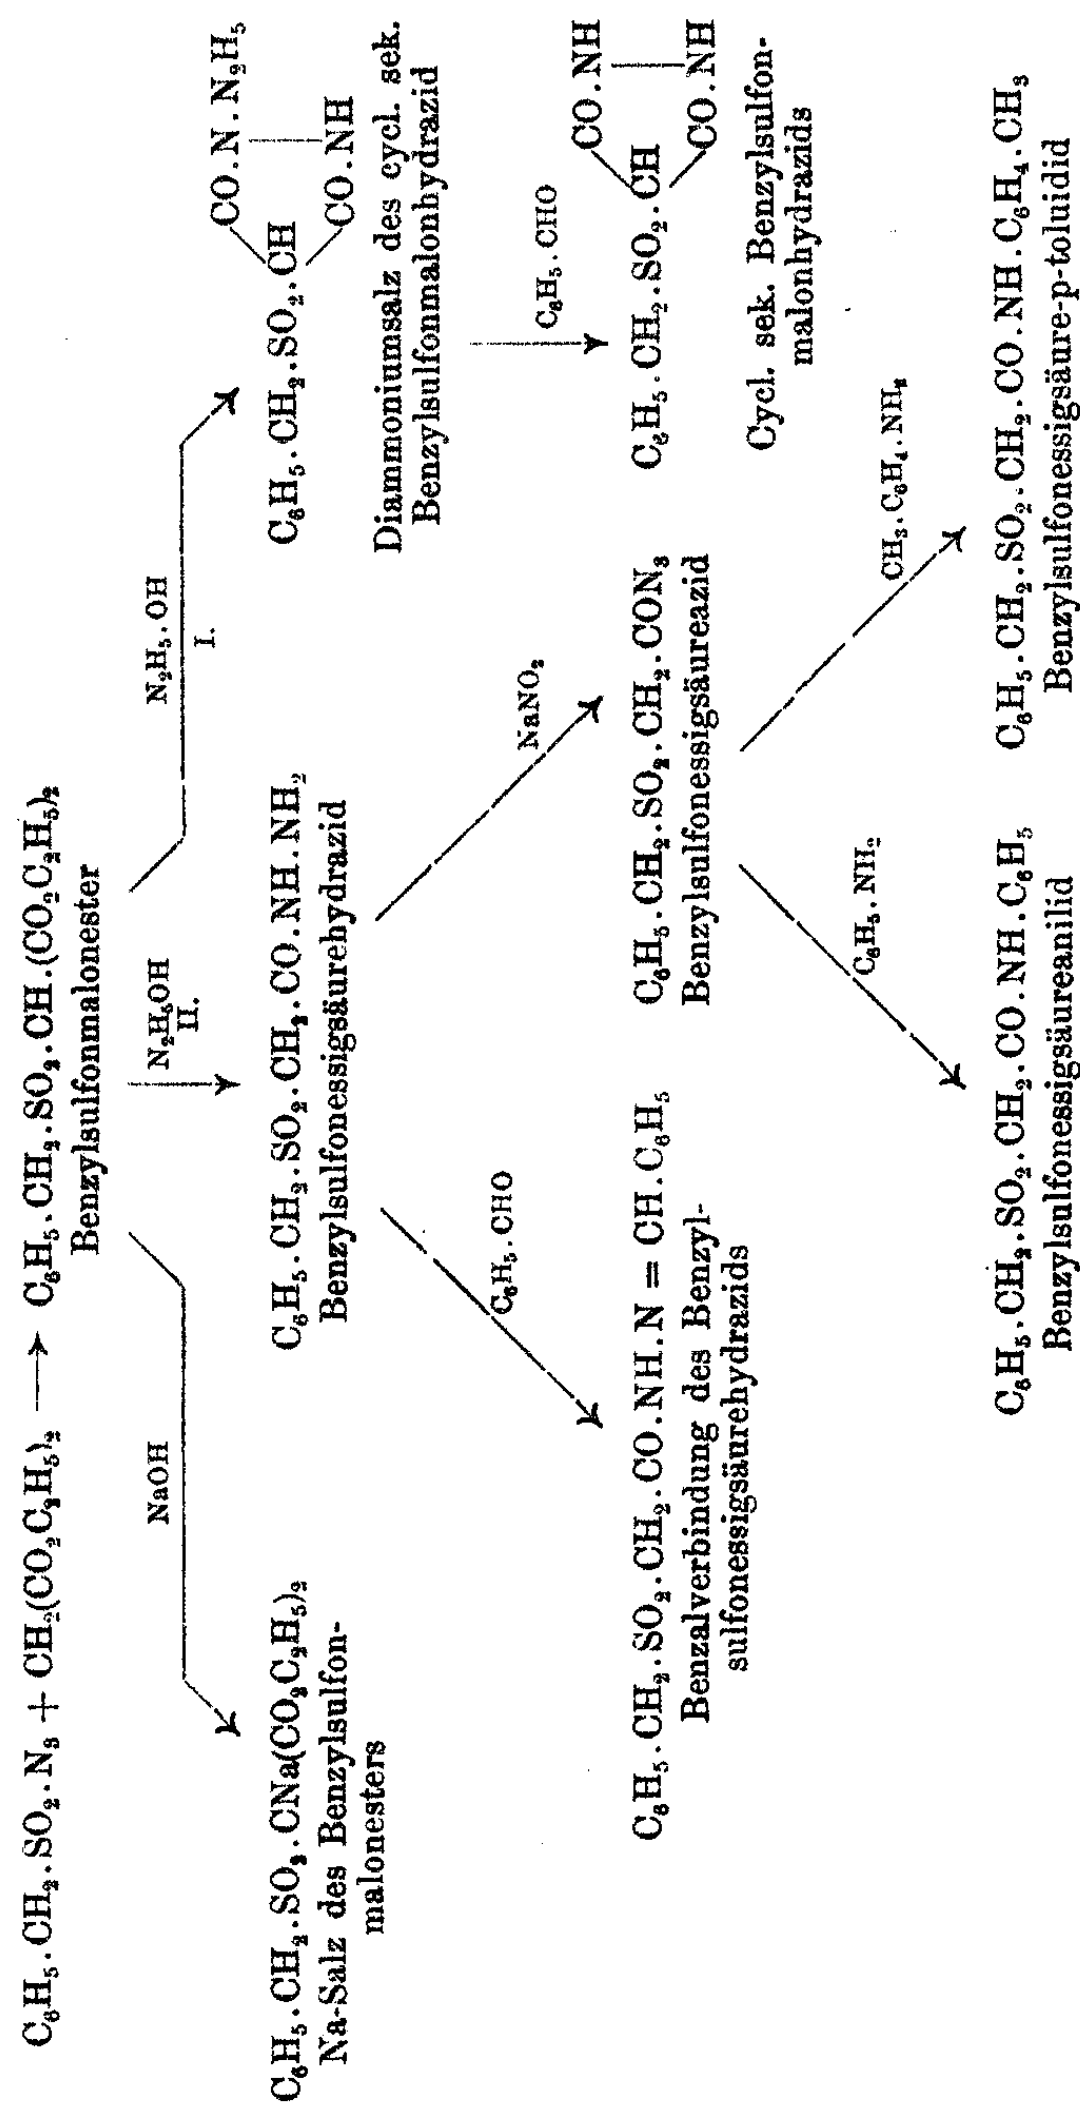 C₆H₅.CH₂.SO₂.N₃ + CH₂(CO₂C₂H₅)₂ ⟶ C₆H₅.CH₂.SO₂.CH.(CO₂C₂H₅)₂
Benzylsulfonmalonester
NaOH
N₂H₅OH
II.
N₂H₅.OH
I.
C₆H₅.CH₂.SO₂.CNa(CO₂C₂H₅)₂
Na-Salz des Benzylsulfon-
malonesters
C₆H₅.CH₂.SO₂.CH₂.CO.NH.NH₂
Benzylsulfonessigsäurehydrazid
CO.N.N₂H₅
C₆H₅.CH₂.SO₂.CH
CO.NH
Diammoniumsalz des cycl. sek.
Benzylsulfonmalonhydrazid
C₆H₅.CHO
NaNO₂
C₆H₅.CHO
C₆H₅.CH₂.SO₂.CH₂.CO.NH.N = CH.C₆H₅
Benzalverbindung des Benzyl-
sulfonessigsäurehydrazids
C₆H₅.CH₂.SO₂.CH₂.CON₃
Benzylsulfonessigsäureazid
CO.NH
C₆H₅.CH₂.SO₂.CH
CO.NH
Cycl. sek. Benzylsulfon-
malonhydrazids
C₆H₅.NH₂
CH₃.C₆H₄.NH₂
C₆H₅.CH₂.SO₂.CH₂.CO.NH.C₆H₅
Benzylsulfonessigsäureanilid
C₆H₅.CH₂.SO₂.CH₂.CO.NH.C₆H₄.CH₃
Benzylsulfonessigsäure-p-toluidid